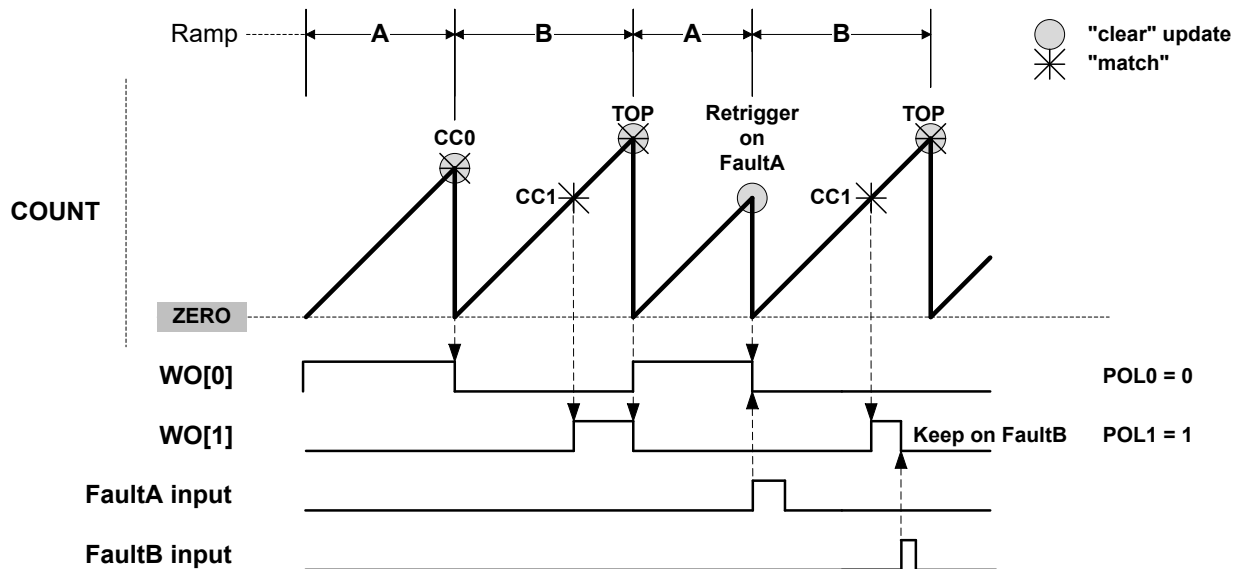 Ramp A B A B
"clear" update
"match"
TOP Retrigger TOP
CC0 on
FaultA
CC1 CC1
COUNT
ZERO
WO[0] POL0 = 0
WO[1] Keep on FaultB POL1 = 1
FaultA input
FaultB input